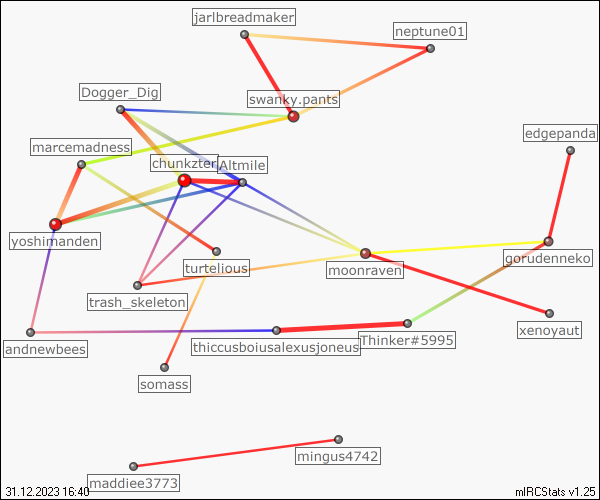 jarlbreadmaker
neptune01
Dogger_Dig
swanky.pants
edgepanda
marcemadness
chunkzter
Altmile
yoshimanden
gorudenneko
turtelious
moonraven
trash_skeleton
xenoyaut
andnewbees
thiccusboiusalexusjoneus
Thinker#5995
somass
mingus4742
maddiee3773
31.12.2023 16:40
mIRCStats v1.25